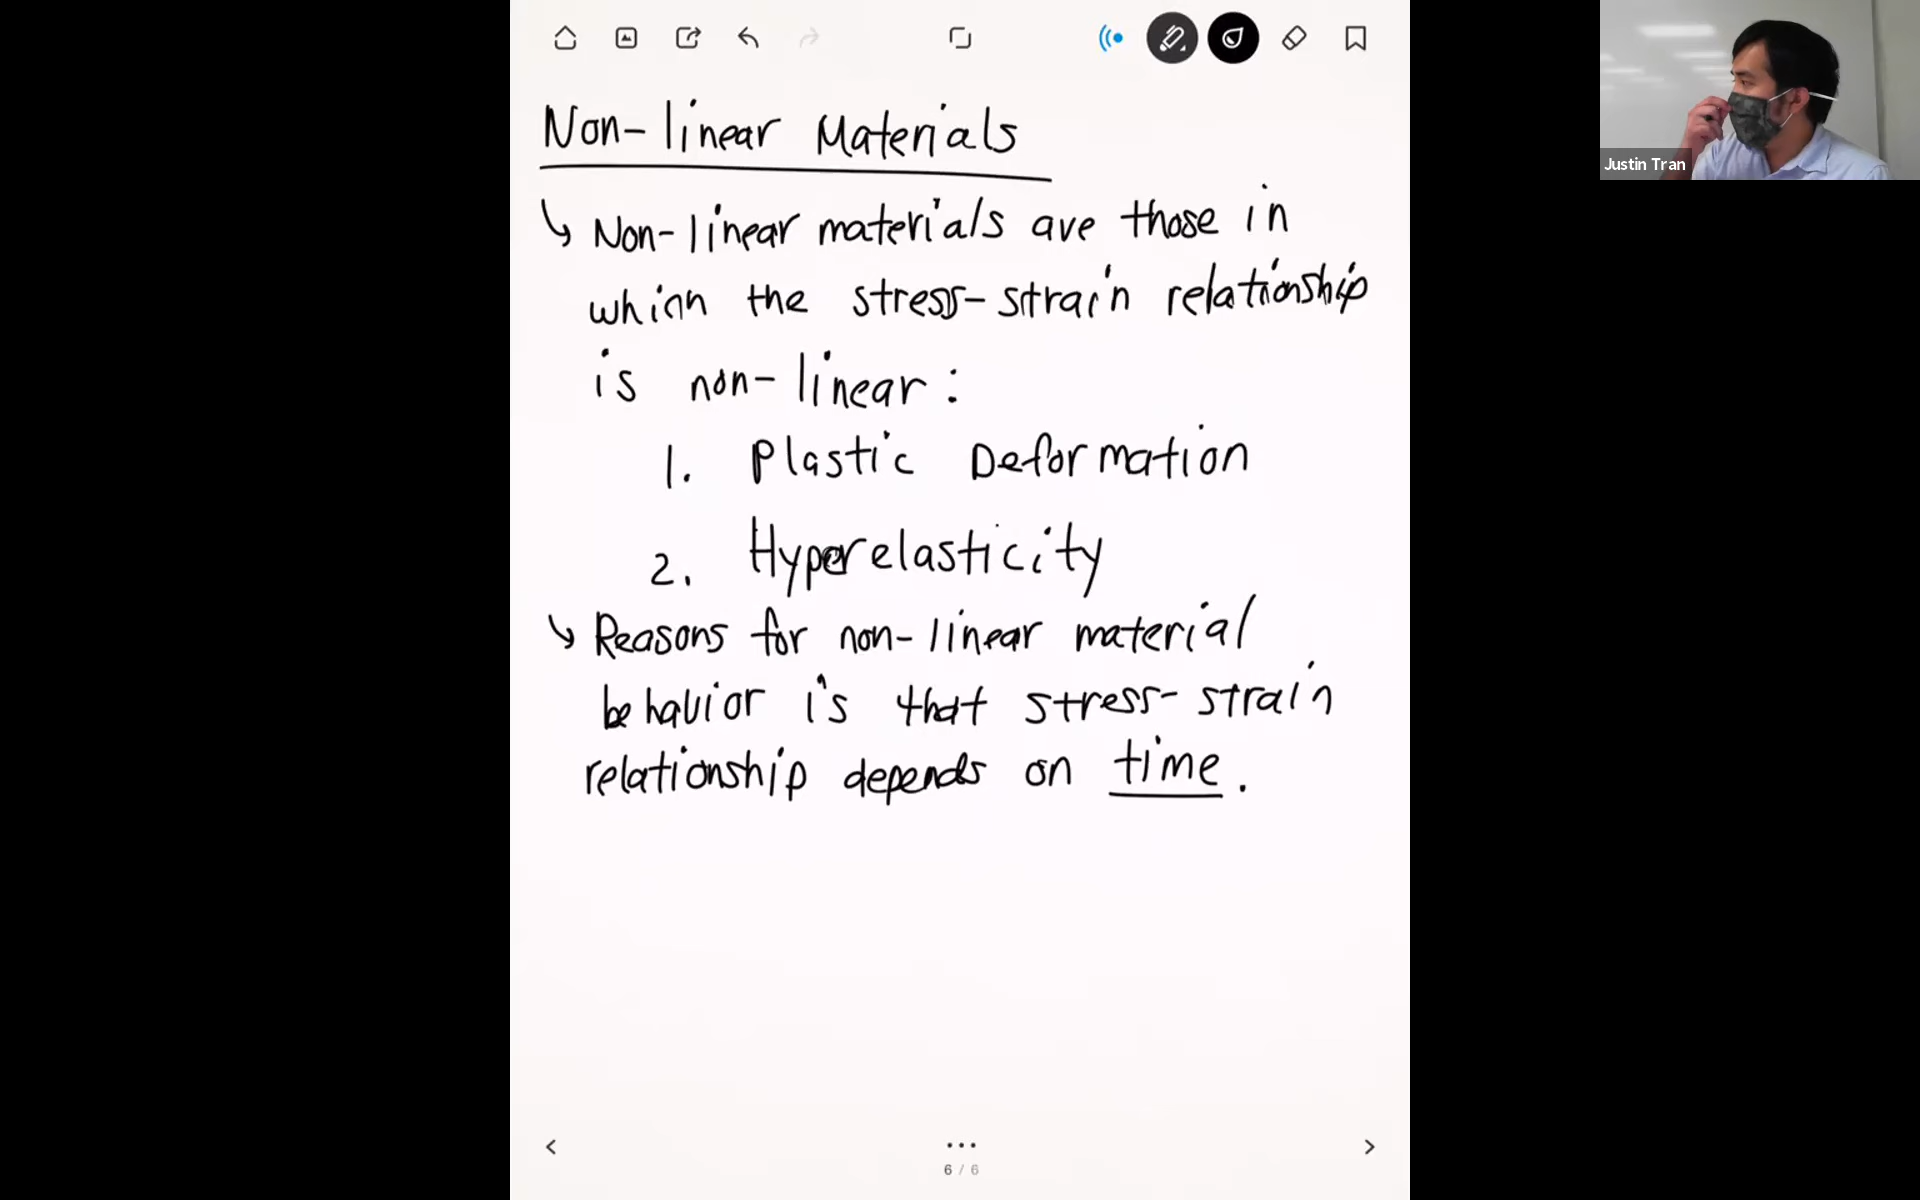 Justin Tran
Non-linear Materials
Non-linear materials are those in
which the stress-strain relationship
is non-linear:
1. Plastic Deformation
2. Hyperelasticity
Reasons for non-linear material
behavior is that stress-strain
relationship depends on time.
6 / 6